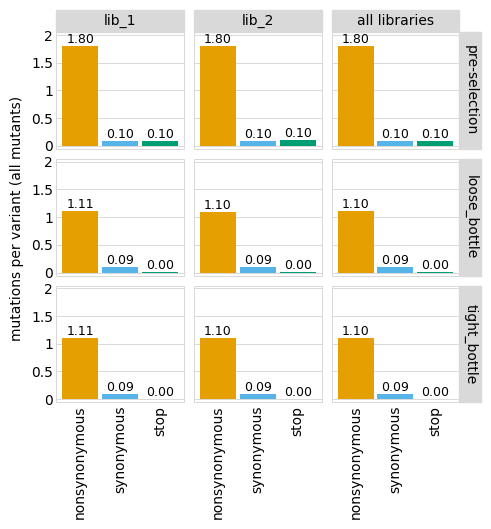 lib_1 lib_2 all libraries
mutations per variant (all mutants)
2
1.5
1
0.5
0
1.80 0.10 0.10
1.80 0.10 0.10
1.80 0.10 0.10
pre-selection
2
1.5
1
0.5
0
1.11 0.09 0.00
1.10 0.09 0.00
1.10 0.09 0.00
loose_bottle
2
1.5
1
0.5
0
1.11 0.09 0.00
1.10 0.09 0.00
1.10 0.09 0.00
tight_bottle
nonsynonymous synonymous stop
nonsynonymous synonymous stop
nonsynonymous synonymous stop